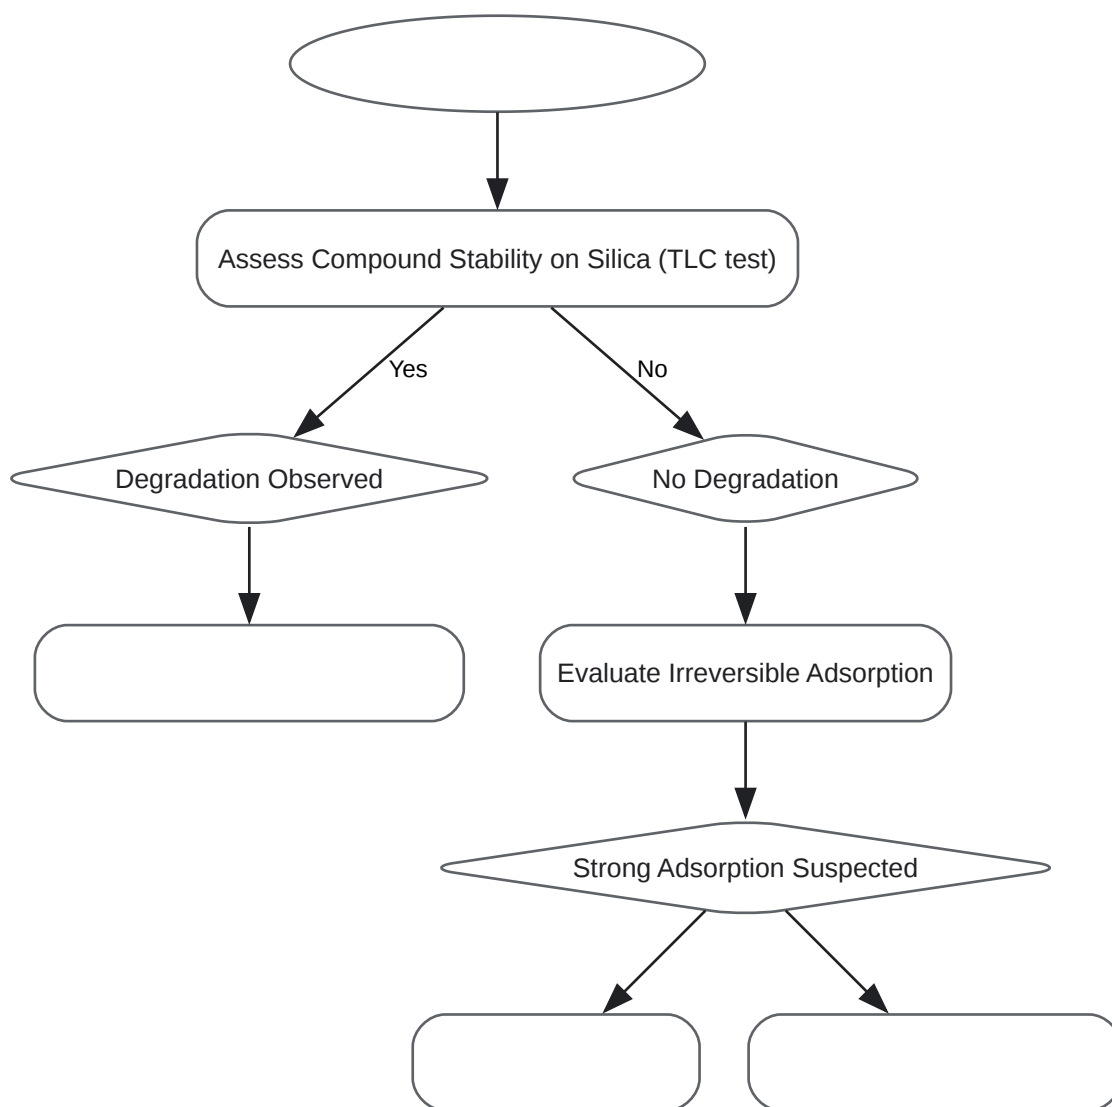 Assess Compound Stability on Silica (TLC test)
Yes
No
Degradation Observed
No Degradation
Evaluate Irreversible Adsorption
Strong Adsorption Suspected